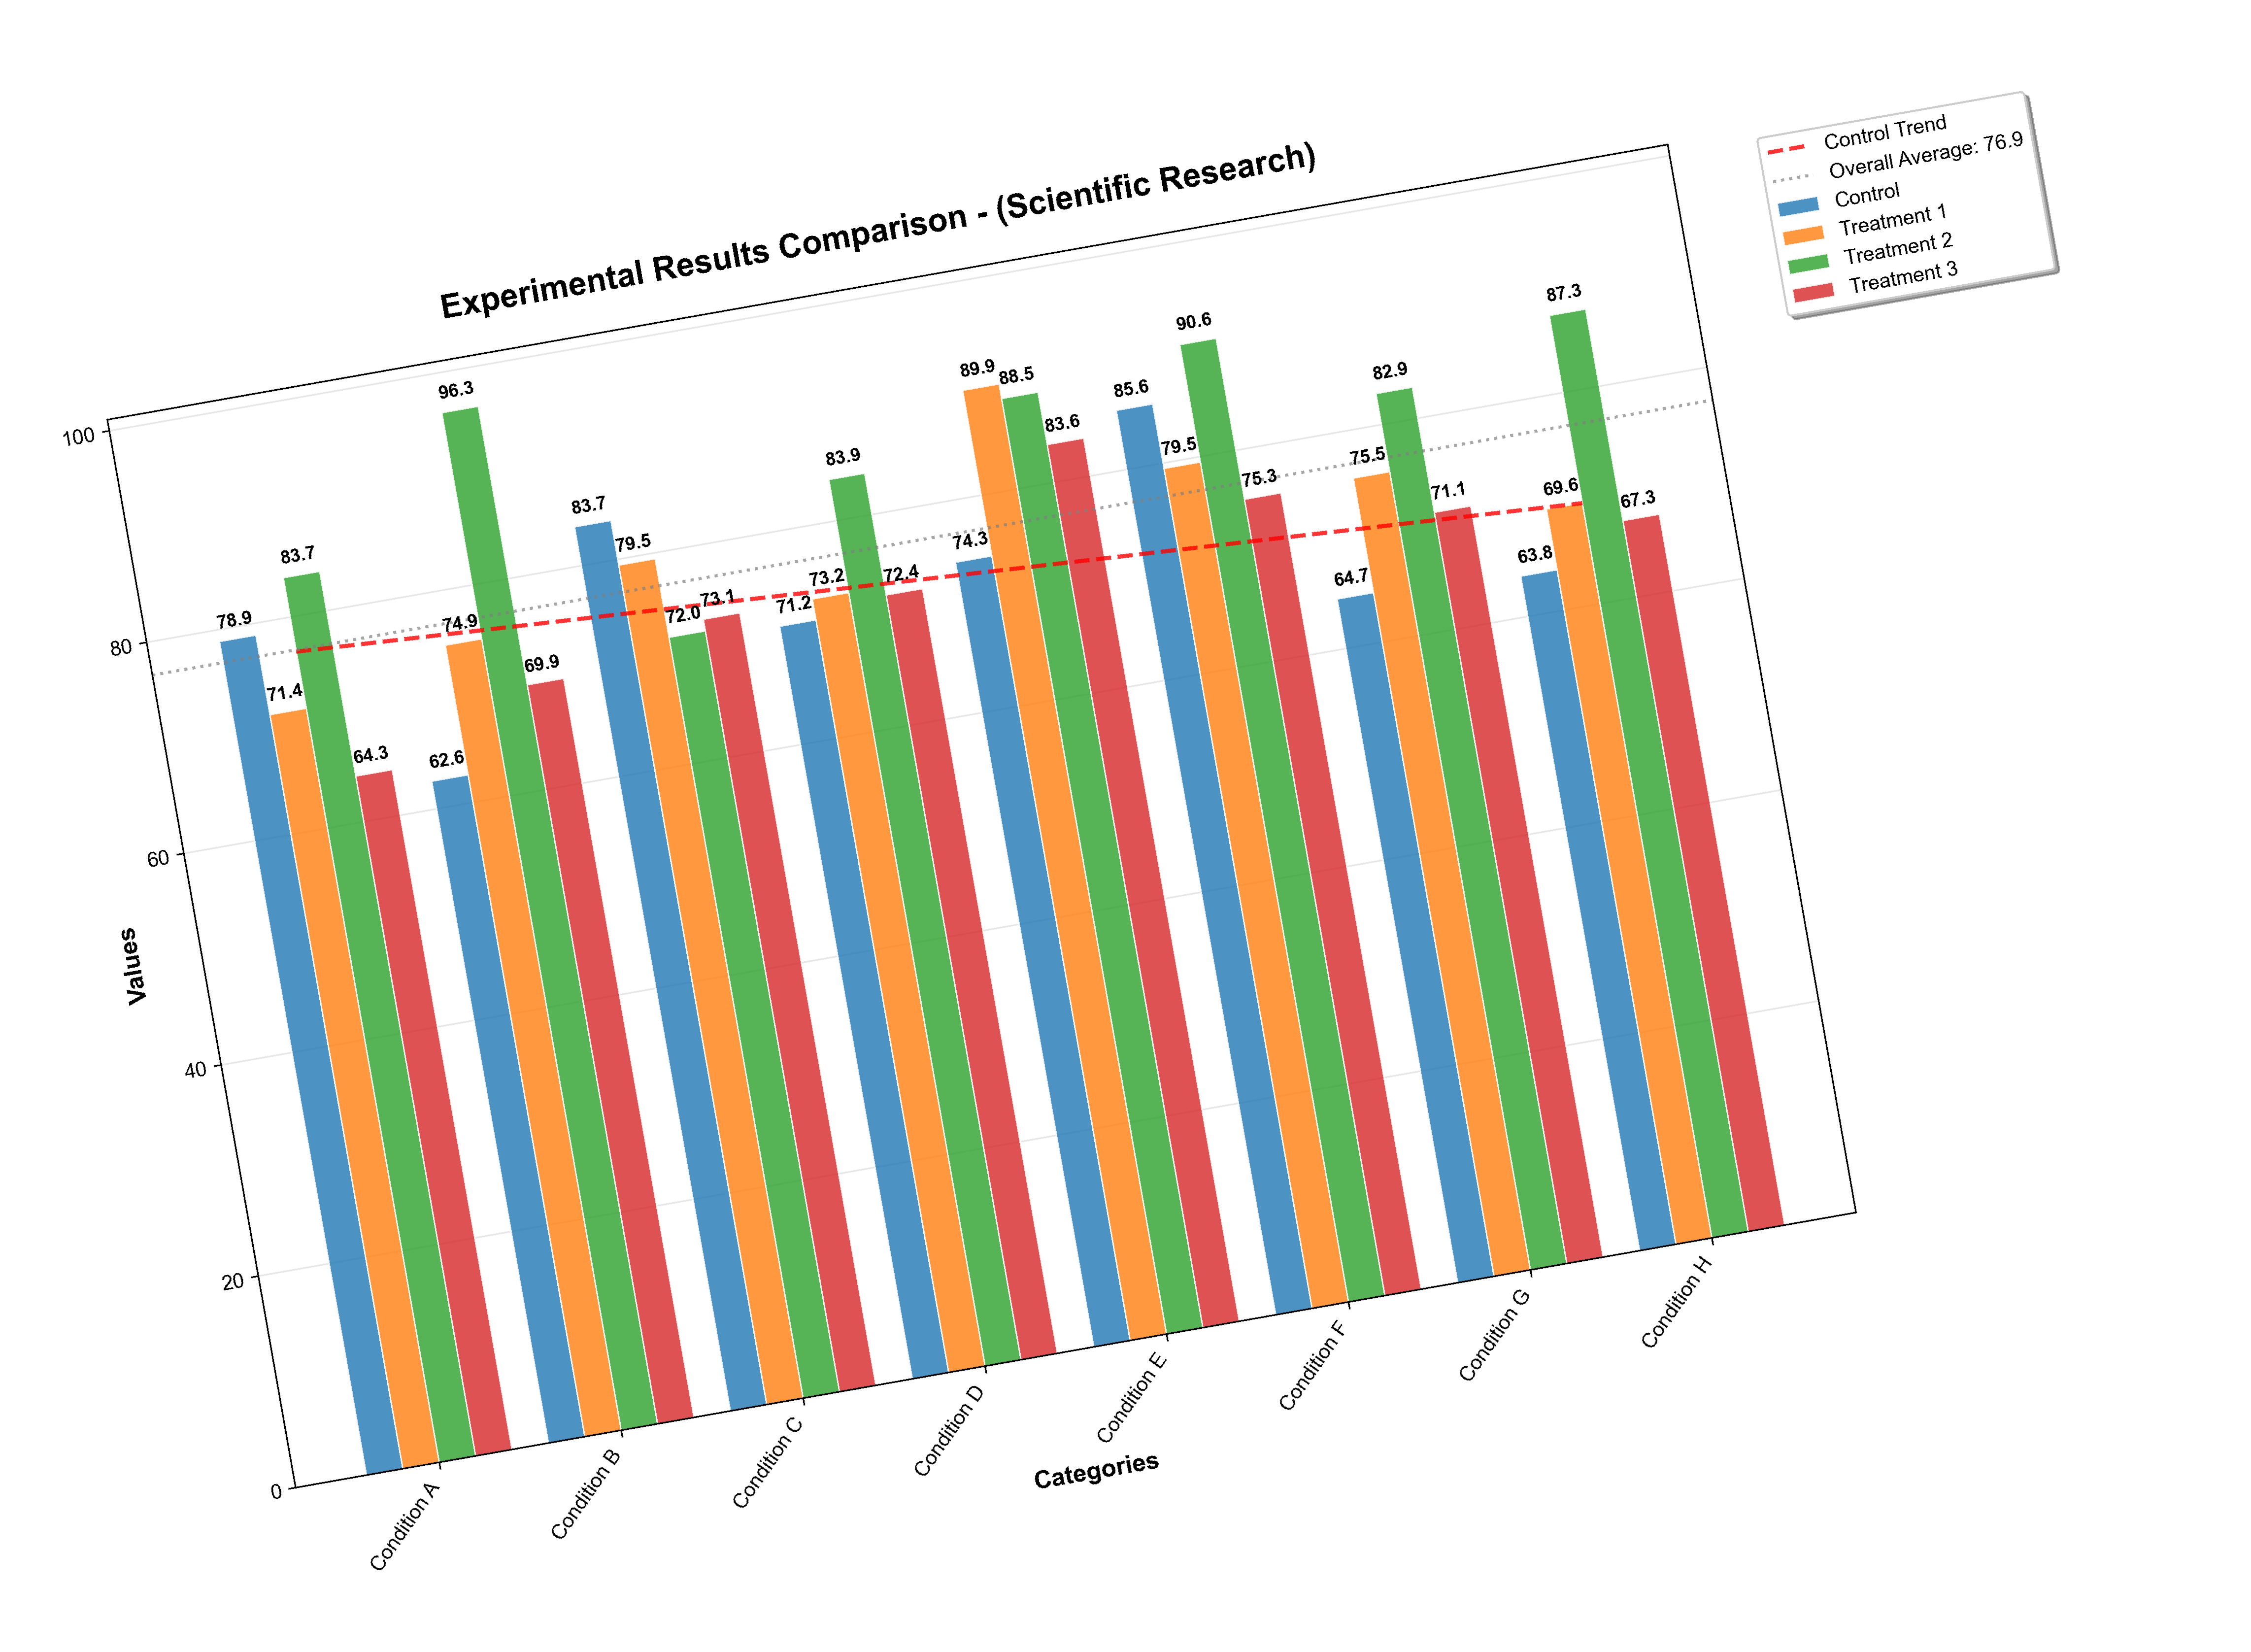 Experimental Results Comparison - (Scientific Research)
Control Trend
Overall Average: 76.9
Control
Treatment 1
Treatment 2
Treatment 3
Values
100
80
60
40
20
0
78.9
71.4
83.7
64.3
62.6
74.9
96.3
69.9
83.7
79.5
72.0
73.1
71.2
73.2
83.9
72.4
74.3
89.9
88.5
83.6
85.6
79.5
90.6
75.3
64.7
75.5
82.9
71.1
63.8
69.6
87.3
67.3
Condition A
Condition B
Condition C
Condition D
Condition E
Condition F
Condition G
Condition H
Categories